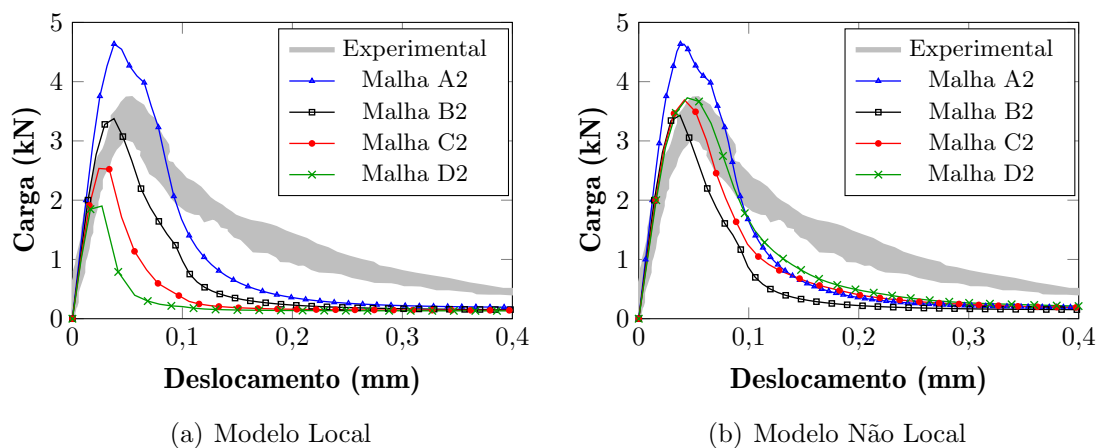 5
4
3
2
1
0
Carga (kN)
0
0,1
0,2
0,3
0,4
Deslocamento (mm)
Experimental
Malha A2
Malha B2
Malha C2
Malha D2
(a) Modelo Local
5
4
3
2
1
0
Carga (kN)
0
0,1
0,2
0,3
0,4
Deslocamento (mm)
Experimental
Malha A2
Malha B2
Malha C2
Malha D2
(b) Modelo Não Local